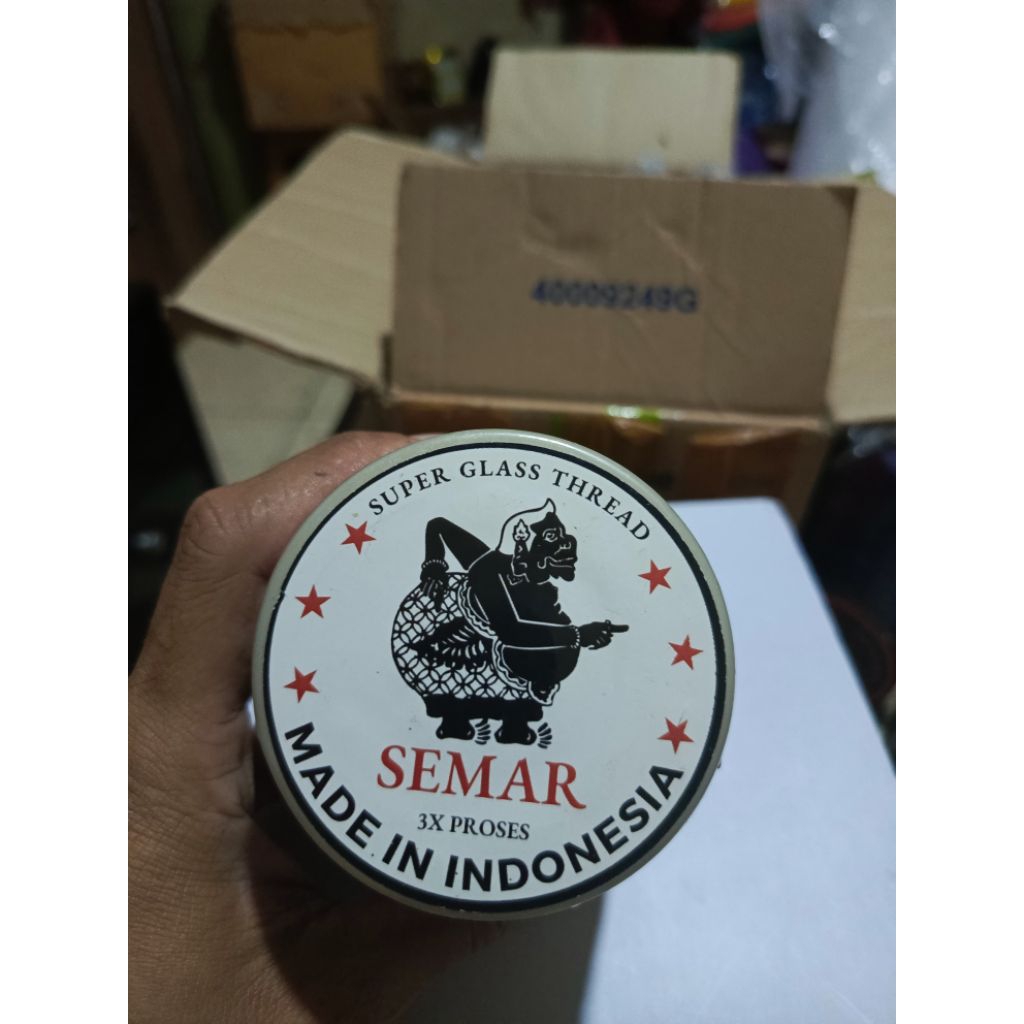 40009249G
SUPER GLASS THREAD
SEMAR
3X PROSES
MADE IN INDONESIA